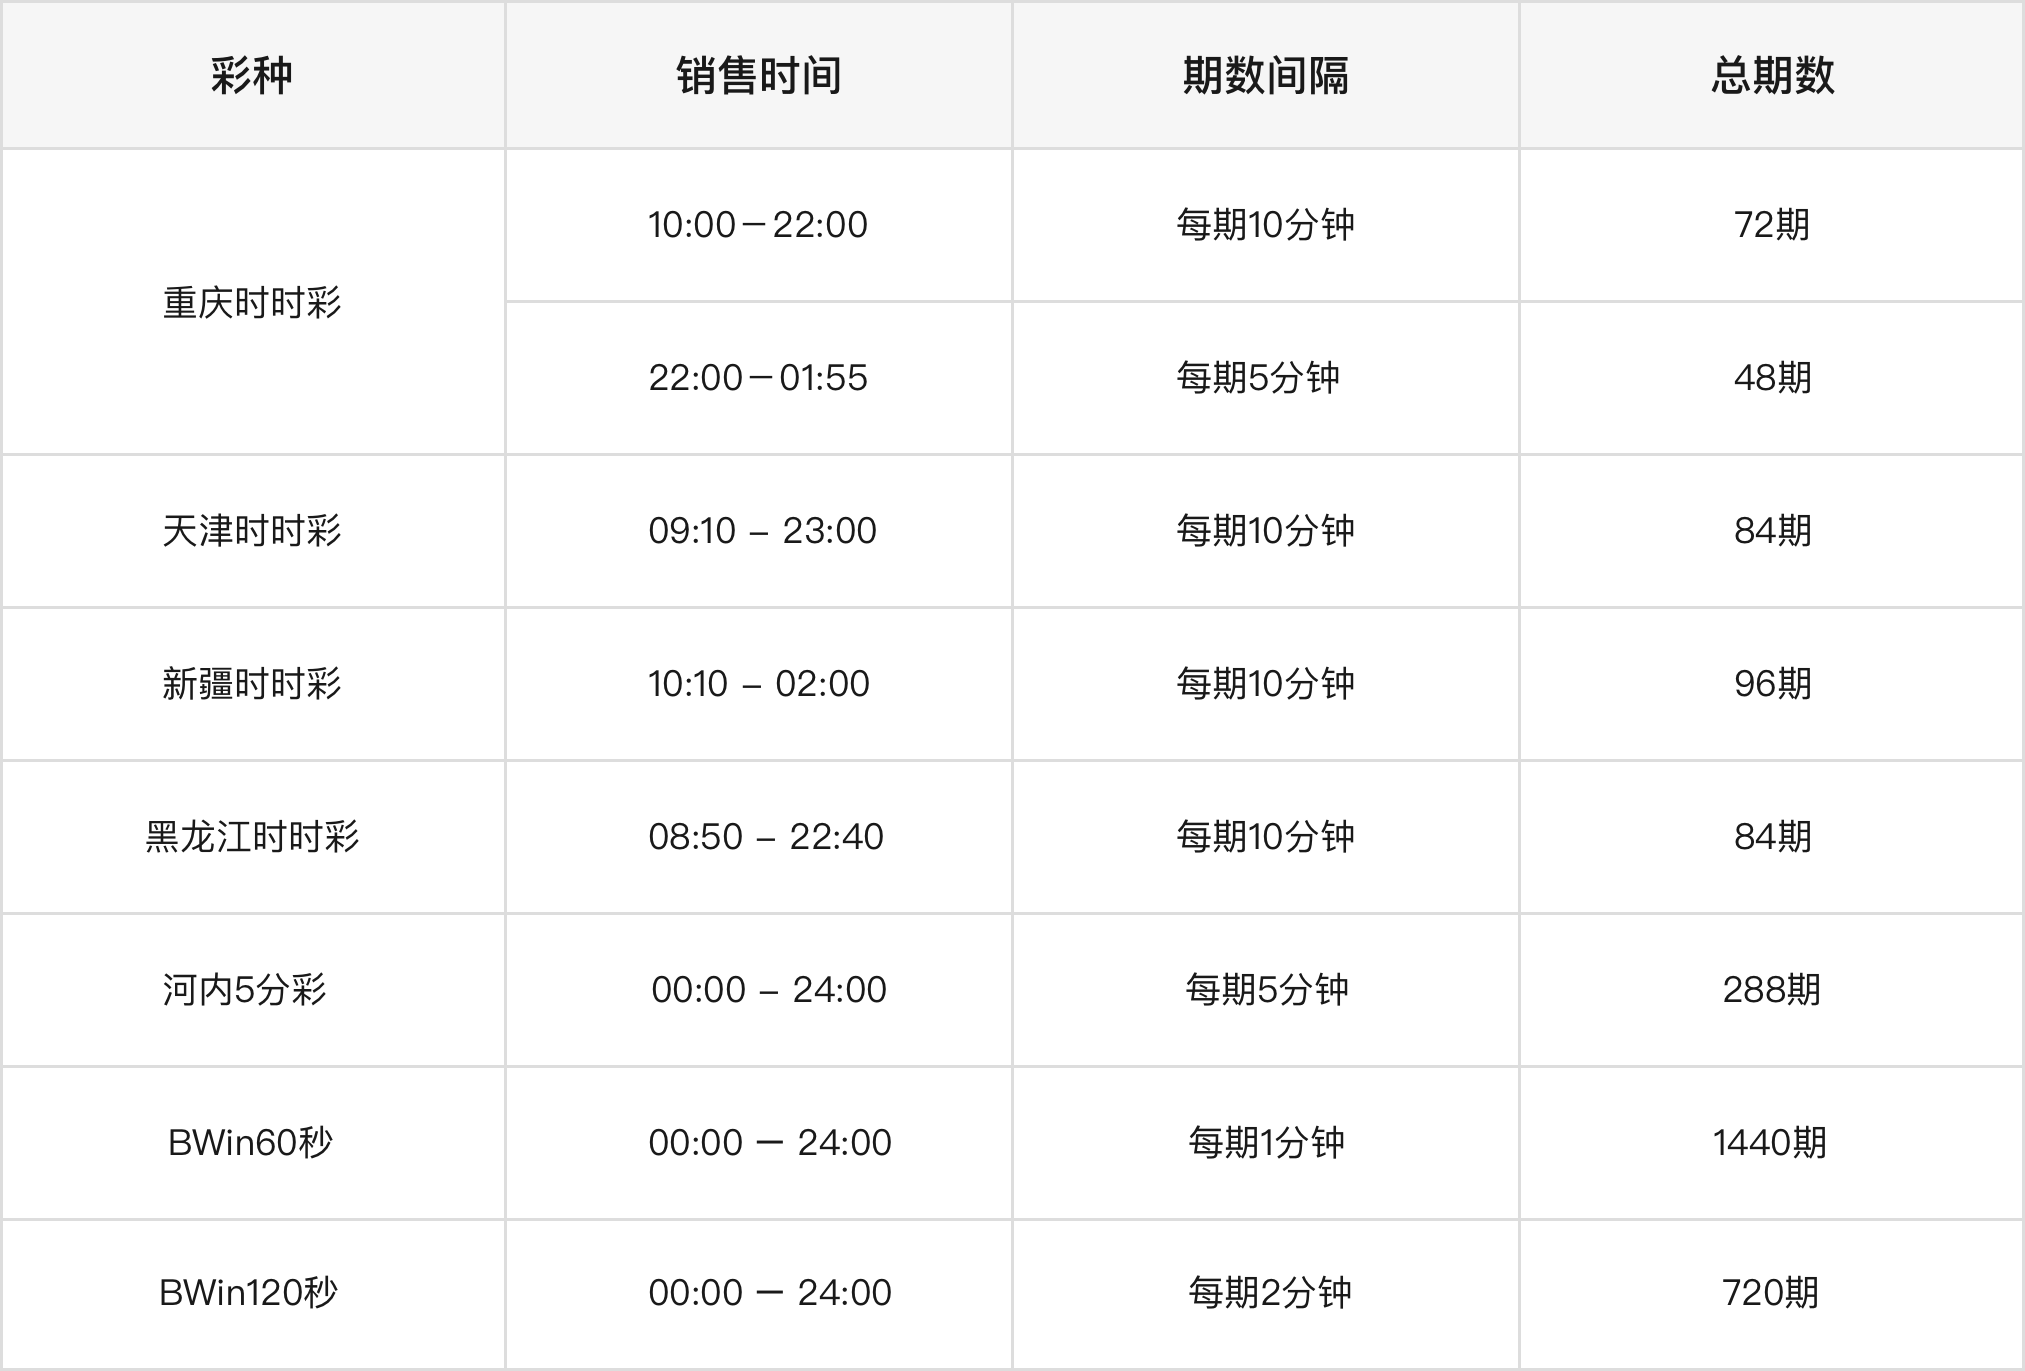 彩种 销售时间 期数间隔 总期数
重庆时时彩 10:00－22:00 每期10分钟 72期
22:00－01:55 每期5分钟 48期
天津时时彩 09:10 – 23:00 每期10分钟 84期
新疆时时彩 10:10 – 02:00 每期10分钟 96期
黑龙江时时彩 08:50 – 22:40 每期10分钟 84期
河内5分彩 00:00 – 24:00 每期5分钟 288期
BWin60秒 00:00 — 24:00 每期1分钟 1440期
BWin120秒 00:00 — 24:00 每期2分钟 720期